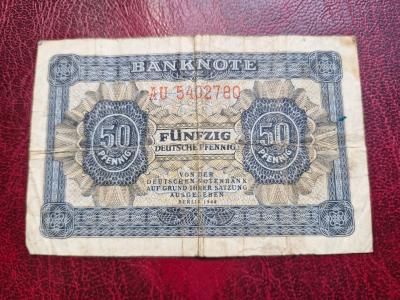 BANKNOTE
AU 5402780
50
PFENNIG
FÜNFZIG
DEUTSCHE PFENNIG
50
PFENNIG
VON DER
DEUTSCHEN NOTENBANK
AUF GRUND IHRER SATZUNG
AUSGEGEBEN
BERLIN 1948